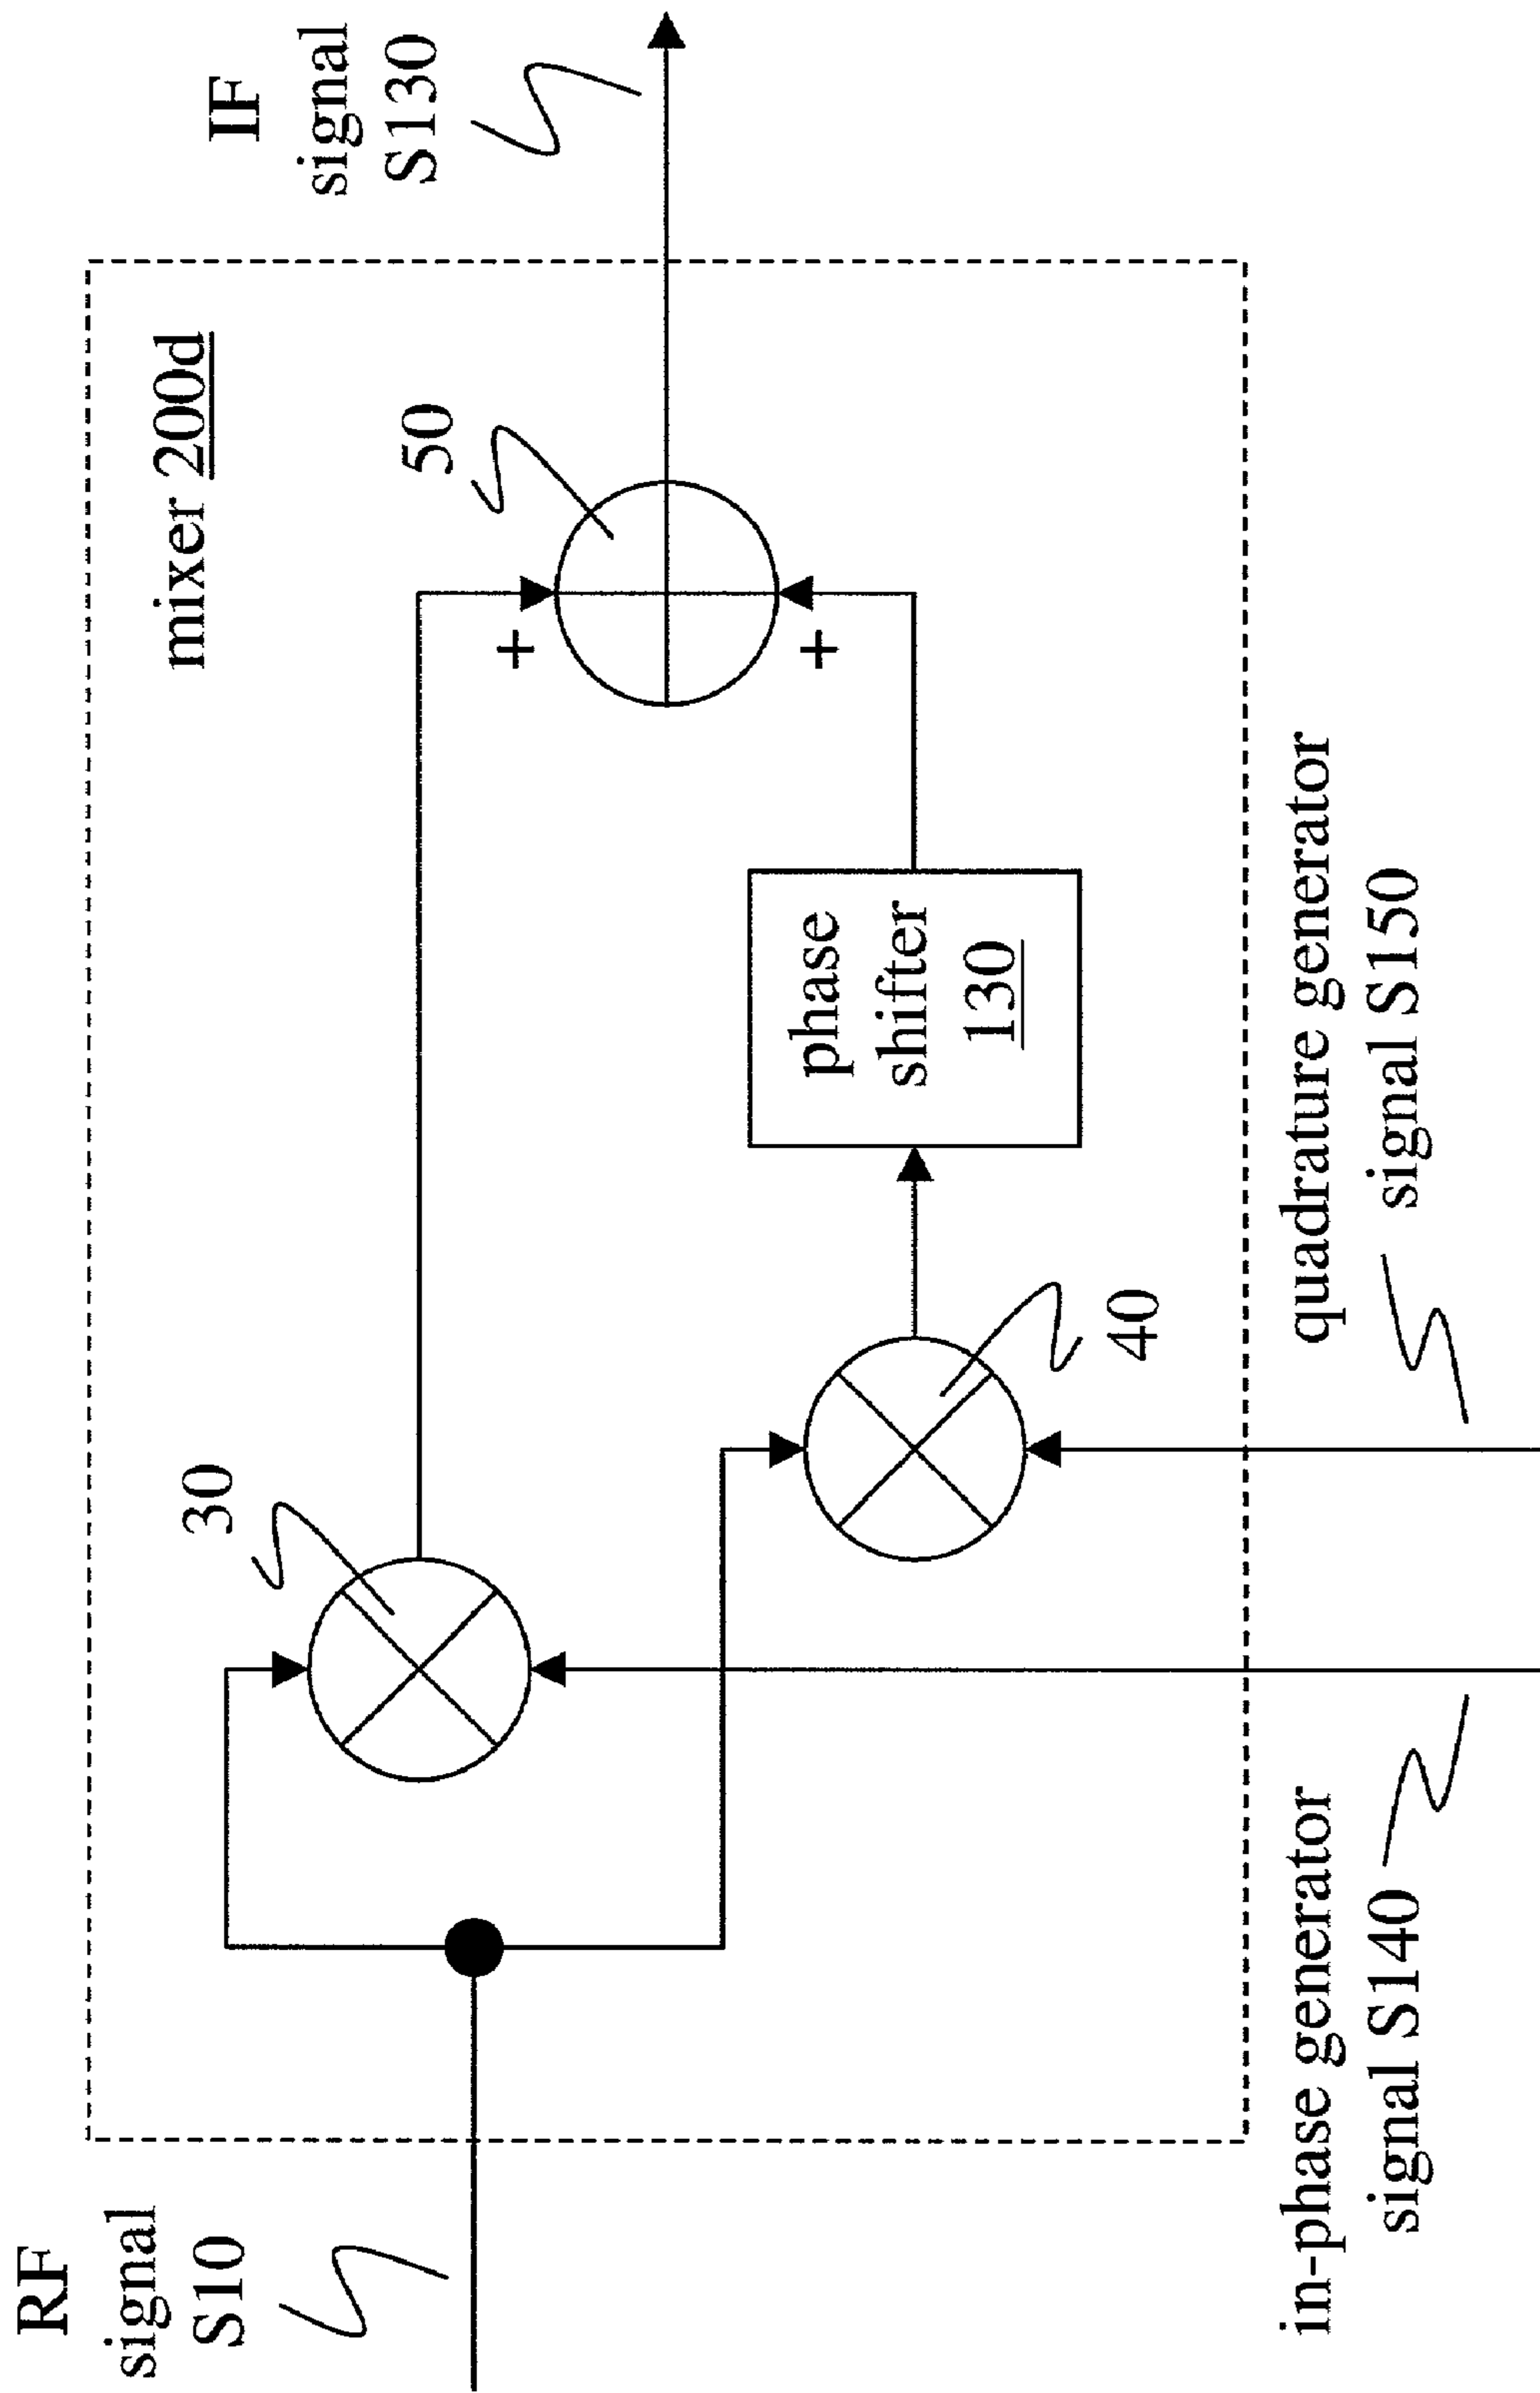 RF
signal
S10
IF
signal
S130
mixer 200d
30
50
40
phase
shifter
130
in-phase generator
signal S140
quadrature generator
signal S150
+
+